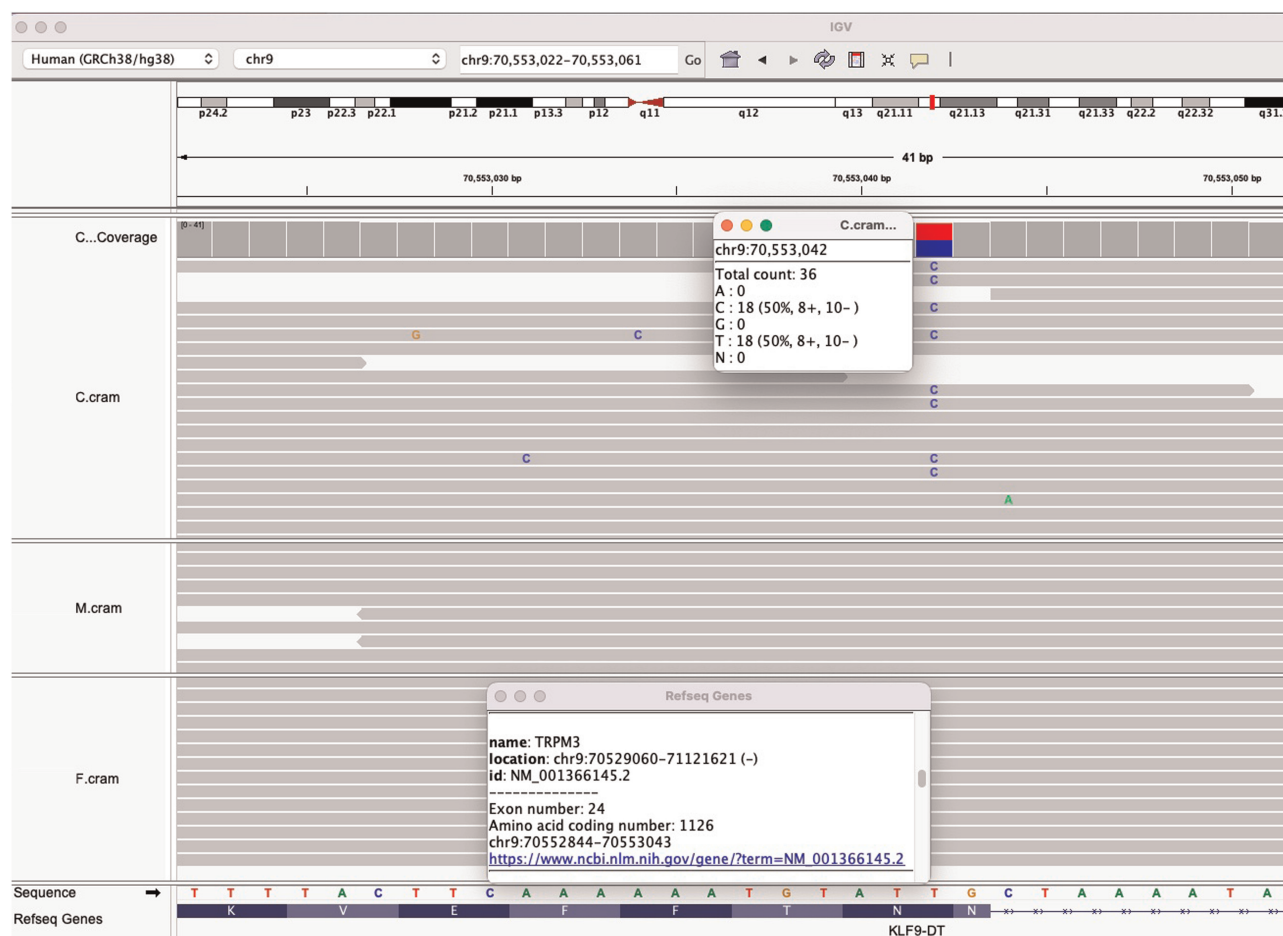 IGV
Human (GRCh38/hg38)
chr9
chr9:70,553,022-70,553,061
Go
p24.2 p23 p22.3 p22.1 p21.2 p21.1 p13.3 p12 q11 q12 q13 q21.11 q21.13 q21.31 q21.33 q22.2 q22.32 q31.
41 bp
70,553,030 bp 70,553,040 bp 70,553,050 bp
C...Coverage
[0 - 41]
C.cram...
chr9:70,553,042
Total count: 36
A : 0
C : 18 (50%, 8+, 10- )
G : 0
T : 18 (50%, 8+, 10- )
N : 0
C
C
C
G C C
C.cram
C
C
C C
C
A
M.cram
F.cram
Refseq Genes
name: TRPM3
location: chr9:70529060-71121621 (-)
id: NM_001366145.2
--------------
Exon number: 24
Amino acid coding number: 1126
chr9:70552844-70553043
https://www.ncbi.nlm.nih.gov/gene/?term=NM_001366145.2
Sequence T T T T A C T T C A A A A A A T G T A T T G C T A A A A T A
Refseq Genes K V E F F T N N
KLF9-DT